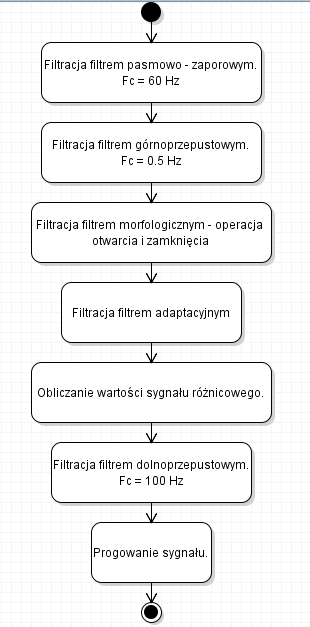 Filtracja filtrem pasmowo - zaporowym.
Fc = 60 Hz
Filtracja filtrem górnoprzepustowym.
Fc = 0.5 Hz
Filtracja filtrem morfologicznym - operacja
otwarcia i zamknięcia
Filtracja filtrem adaptacyjnym
Obliczanie wartości sygnału różnicowego.
Filtracja filtrem dolnoprzepustowym.
Fc = 100 Hz
Progowanie sygnału.